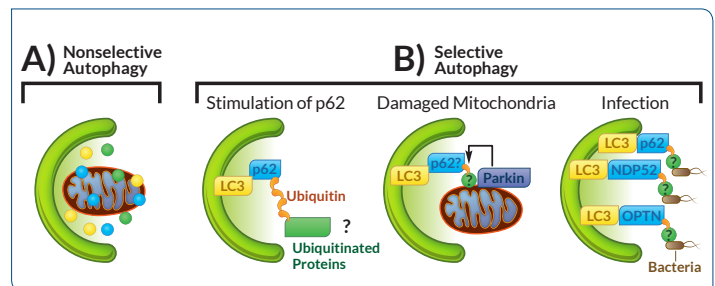 A) Nonselective
Autophagy
B) Selective
Autophagy
Stimulation of p62
Damaged Mitochondria
Infection
LC3
p62
Ubiquitin
?
Ubiquitinated
Proteins
LC3
p62?
?
Parkin
LC3
p62
?
LC3
NDP52
?
LC3
OPTN
?
Bacteria